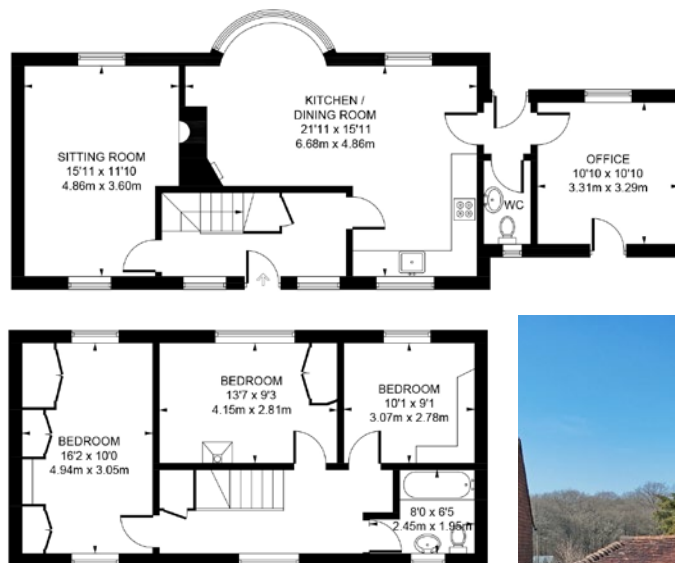 SITTING ROOM
15'11 x 11'10
4.86m x 3.60m
KITCHEN /
DINING ROOM
21'11 x 15'11
6.68m x 4.86m
OFFICE
10'10 x 10'10
3.31m x 3.29m
WC
BEDROOM
16'2 x 10'0
4.94m x 3.05m
BEDROOM
13'7 x 9'3
4.15m x 2.81m
BEDROOM
10'1 x 9'1
3.07m x 2.78m
8'0 x 6'5
2.45m x 1.95m